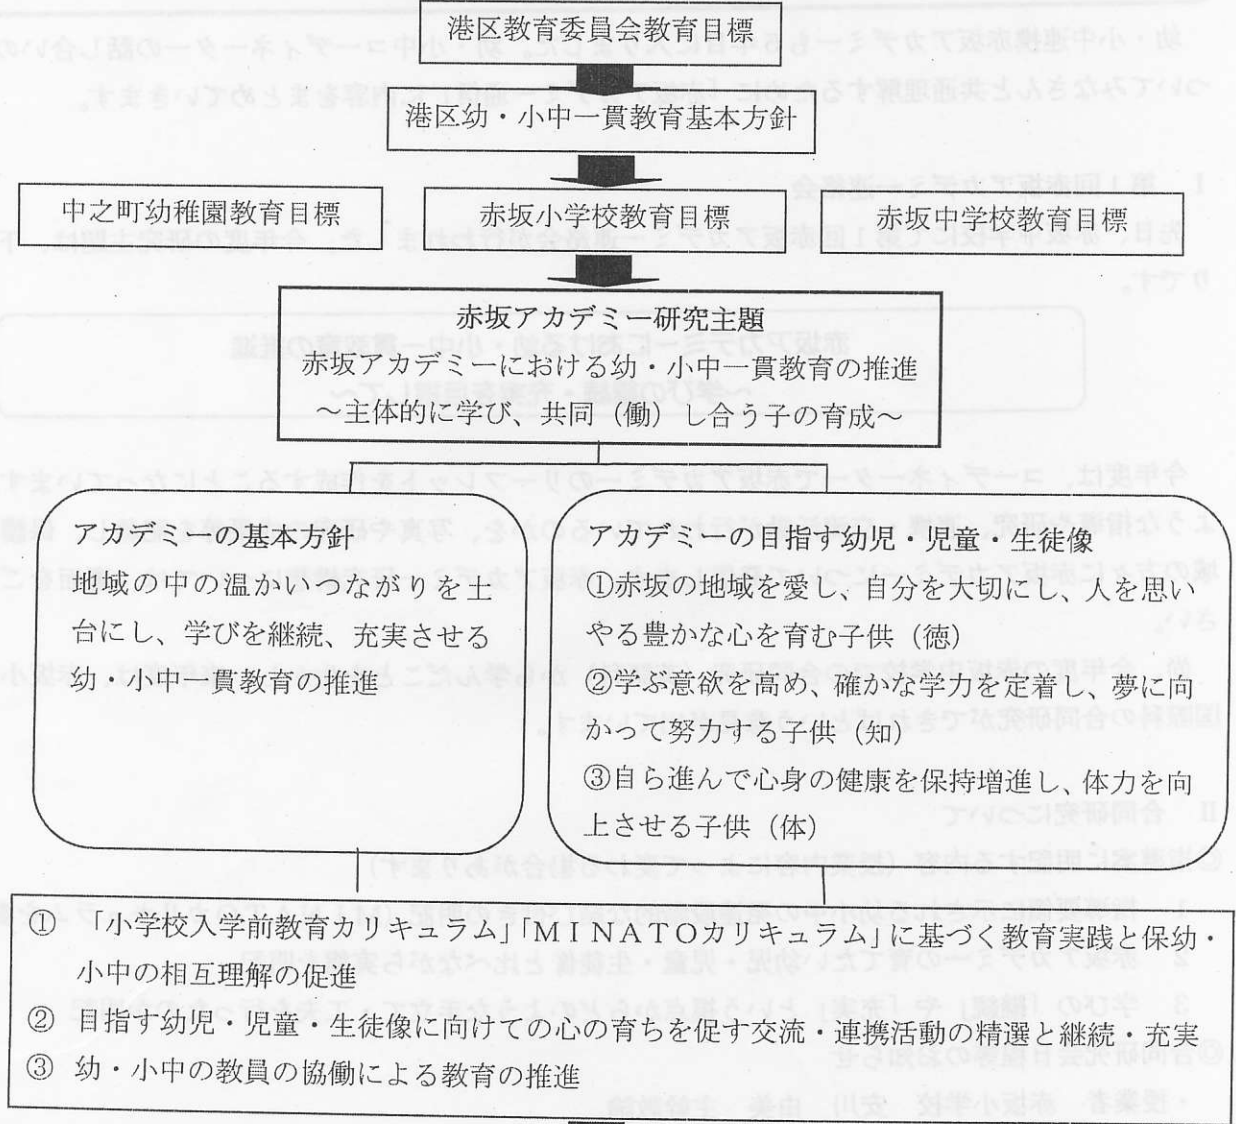 港区教育委員会教育目標
港区幼・小中一貫教育基本方針
中之町幼稚園教育目標
赤坂小学校教育目標
赤坂中学校教育目標
赤坂アカデミー研究主題
赤坂アカデミーにおける幼・小中一貫教育の推進
～主体的に学び、共同（働）し合う子の育成～
アカデミーの基本方針
地域の中の温かいつながりを土
台にし、学びを継続、充実させる
幼・小中一貫教育の推進
アカデミーの目指す幼児・児童・生徒像
①赤坂の地域を愛し、自分を大切にし、人を思い
やる豊かな心を育む子供（徳）
②学ぶ意欲を高め、確かな学力を定着し、夢に向
かって努力する子供（知）
③自ら進んで心身の健康を保持増進し、体力を向
上させる子供（体）
①　「小学校入学前教育カリキュラム」「ＭＩＮＡＴＯカリキュラム」に基づく教育実践と保幼・
小中の相互理解の促進
②　目指す幼児・児童・生徒像に向けての心の育ちを促す交流・連携活動の精選と継続・充実
③　幼・小中の教員の協働による教育の推進